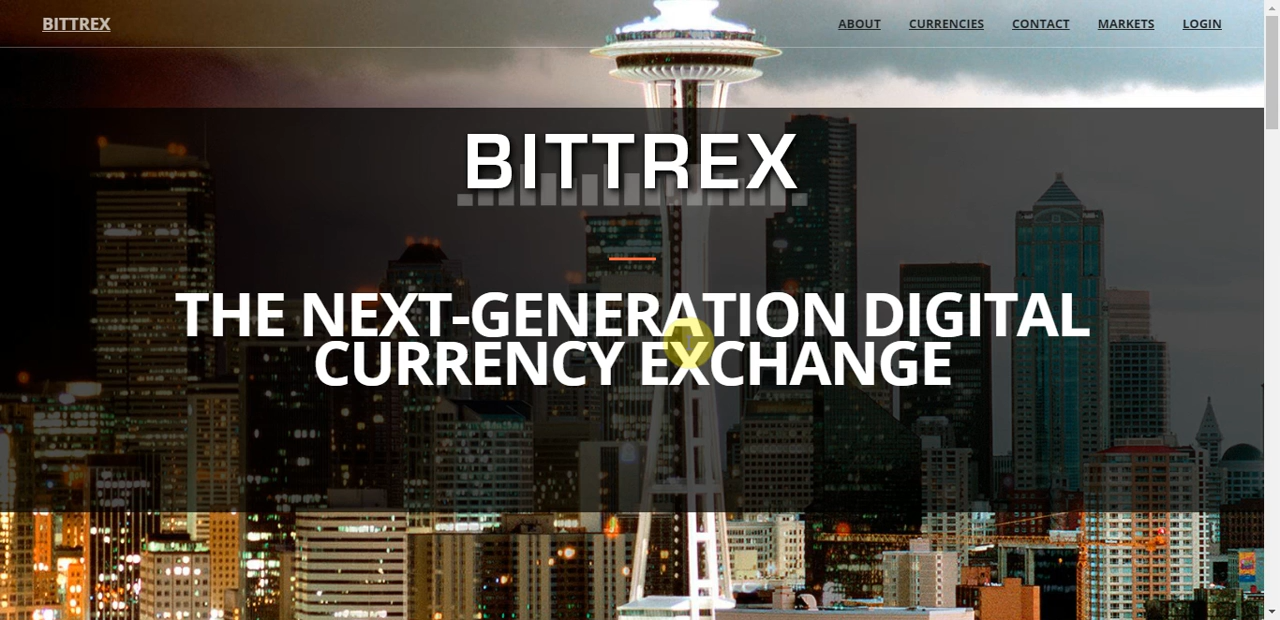 BITTREX
ABOUT CURRENCIES CONTACT MARKETS LOGIN
BITTREX
THE NEXT-GENERATION DIGITAL
CURRENCY EXCHANGE